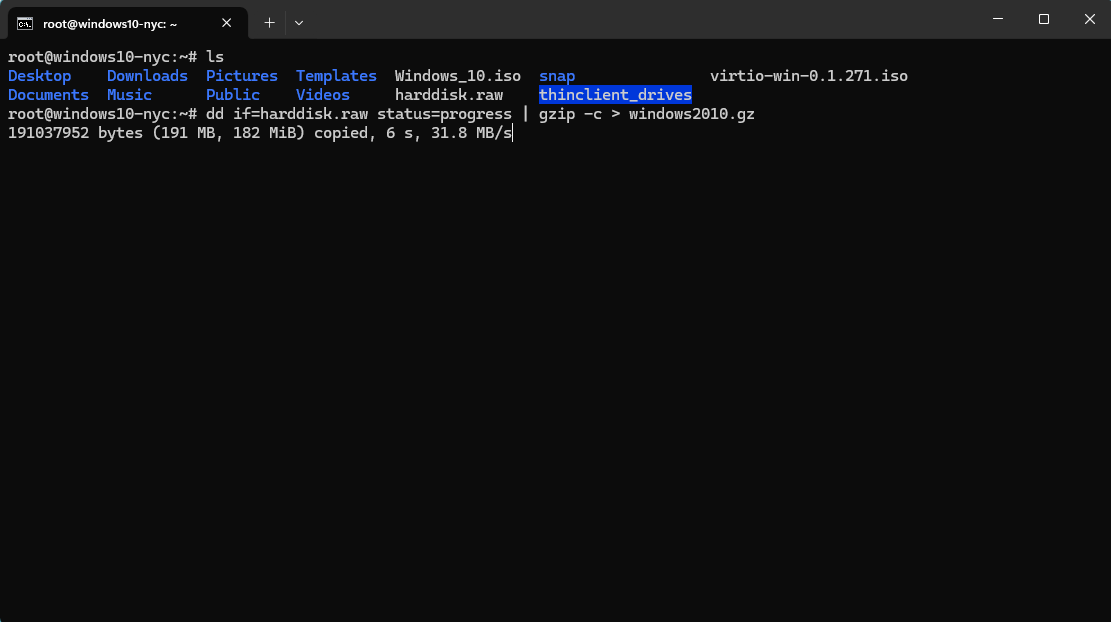 root@windows10-nyc: ~
root@windows10-nyc:~# ls
Desktop    Downloads  Pictures  Templates  Windows_10.iso  snap               virtio-win-0.1.271.iso
Documents  Music      Public    Videos     harddisk.raw    thinclient_drives
root@windows10-nyc:~# dd if=harddisk.raw status=progress | gzip -c > windows2010.gz
191037952 bytes (191 MB, 182 MiB) copied, 6 s, 31.8 MB/s